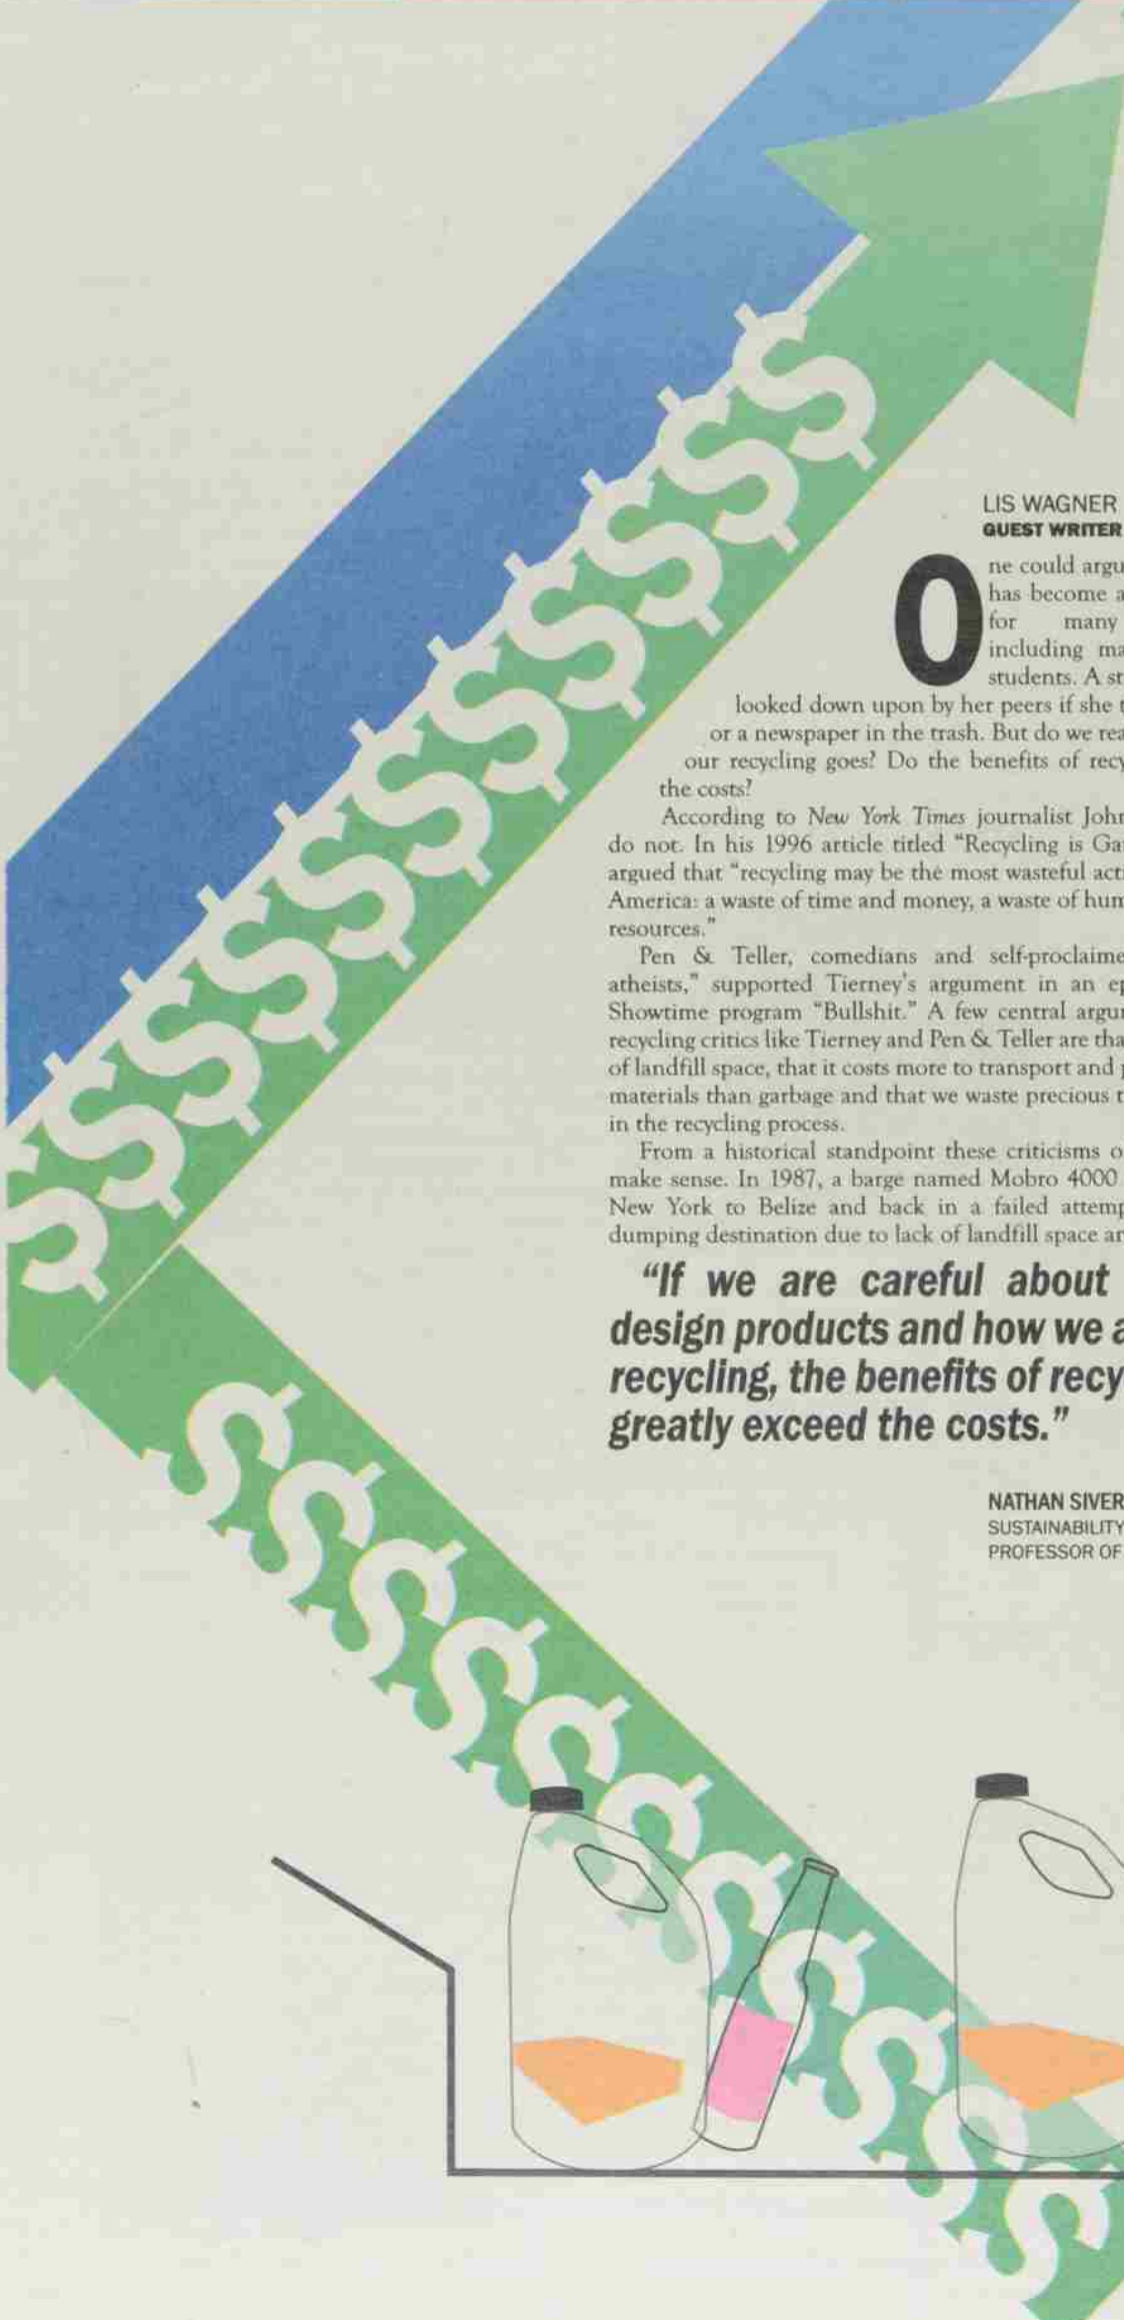 $$$$$$$$$$
LIS WAGNER
GUEST WRITER
One could argu
has become a
for many
including ma
students. A st
looked down upon by her peers if she t
or a newspaper in the trash. But do we rea
our recycling goes? Do the benefits of recy
the costs?
According to New York Times journalist John
do not. In his 1996 article titled “Recycling is Ga
argued that “recycling may be the most wasteful acti
America: a waste of time and money, a waste of hum
resources.”
Pen & Teller, comedians and self-proclaime
atheists,” supported Tierney’s argument in an ep
Showtime program “Bullshit.” A few central argu
recycling critics like Tierney and Pen & Teller are tha
of landfill space, that it costs more to transport and p
materials than garbage and that we waste precious t
in the recycling process.
From a historical standpoint these criticisms o
make sense. In 1987, a barge named Mobro 4000
New York to Belize and back in a failed attemp
dumping destination due to lack of landfill space ar
“If we are careful about
design products and how we a
recycling, the benefits of recy
greatly exceed the costs.”
NATHAN SIVER
SUSTAINABILITY
PROFESSOR OF
$$$$$$$$$$$